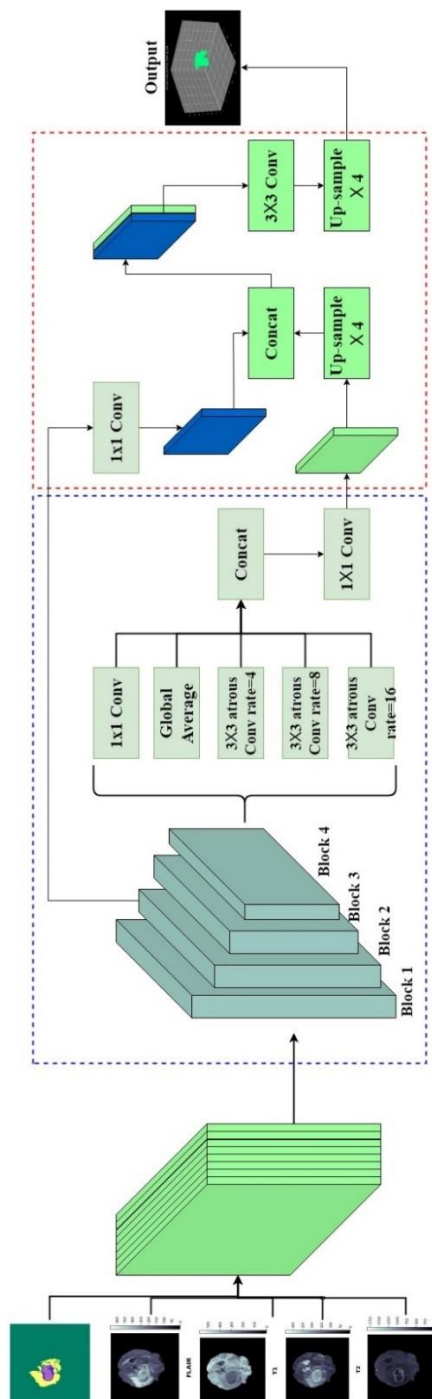 FLAIR
T1
T2
Block 1
Block 2
Block 3
Block 4
1x1 Conv
Global
Average
3X3 atrous
Conv rate=4
3X3 atrous
Conv rate=8
3X3 atrous
Conv
rate=16
Concat
1X1 Conv
1x1 Conv
Concat
Up-sample
X 4
3X3 Conv
Up-sample
X 4
Output